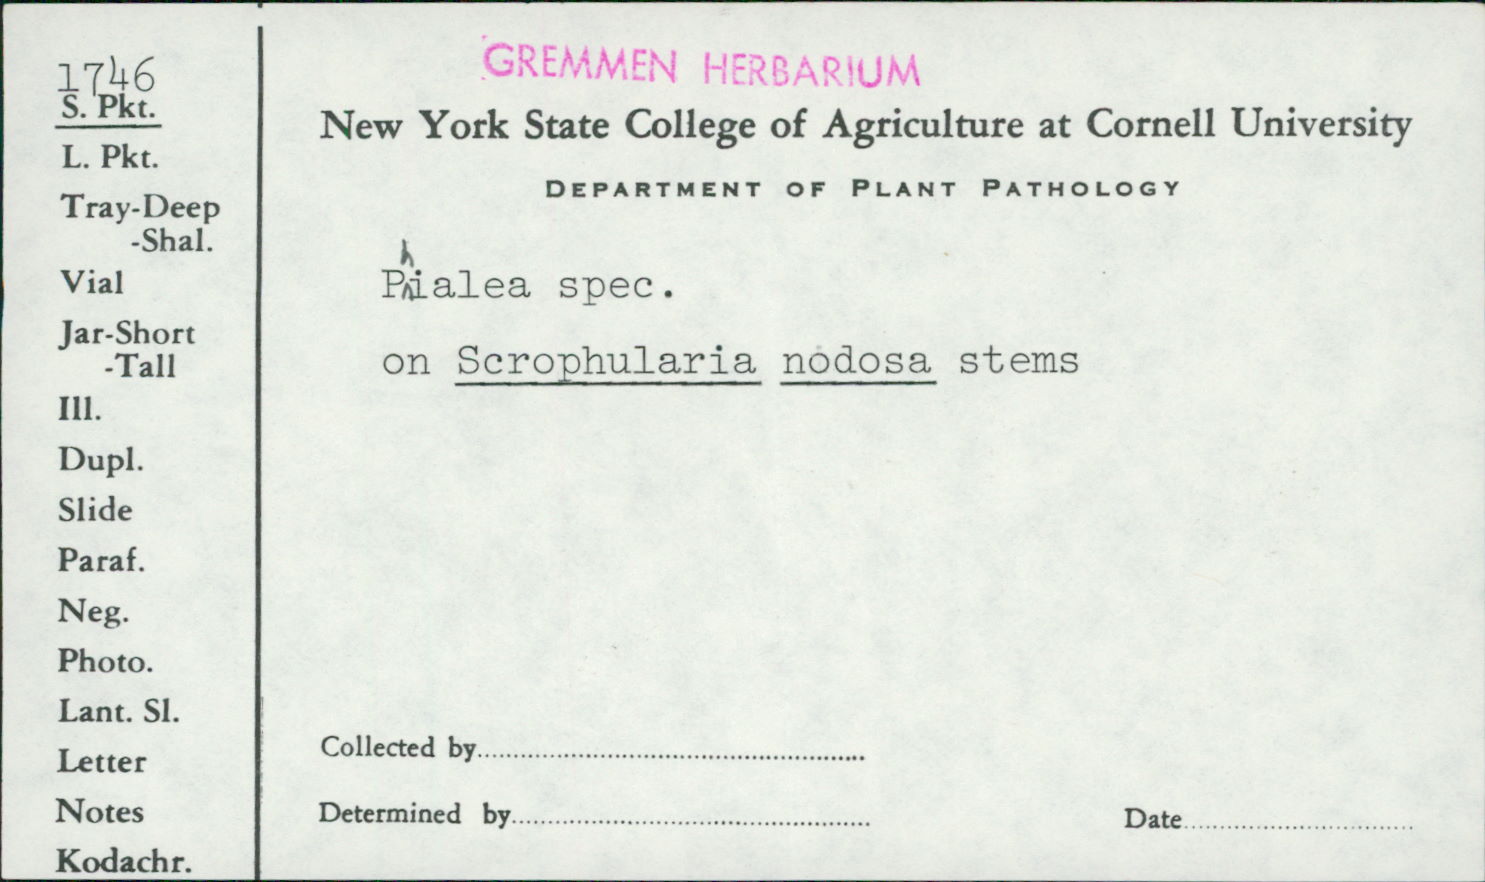 1746
S. Pkt.
L. Pkt.
Tray-Deep
-Shal.
Vial
Jar-Short
-Tall
Ill.
Dupl.
Slide
Paraf.
Neg.
Photo.
Lant. Sl.
Letter
Notes
Kodachr.
GREMMEN HERBARIUM
New York State College of Agriculture at Cornell University
DEPARTMENT OF PLANT PATHOLOGY
Phialea spec.
on Scrophularia nodosa stems
Collected by
Determined by
Date